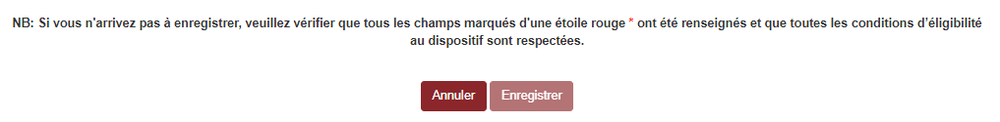 NB: Si vous n'arrivez pas à enregistrer, veuillez vérifier que tous les champs marqués d'une étoile rouge * ont été renseignés et que toutes les conditions d'éligibilité
au dispositif sont respectées.
Annuler Enregistrer